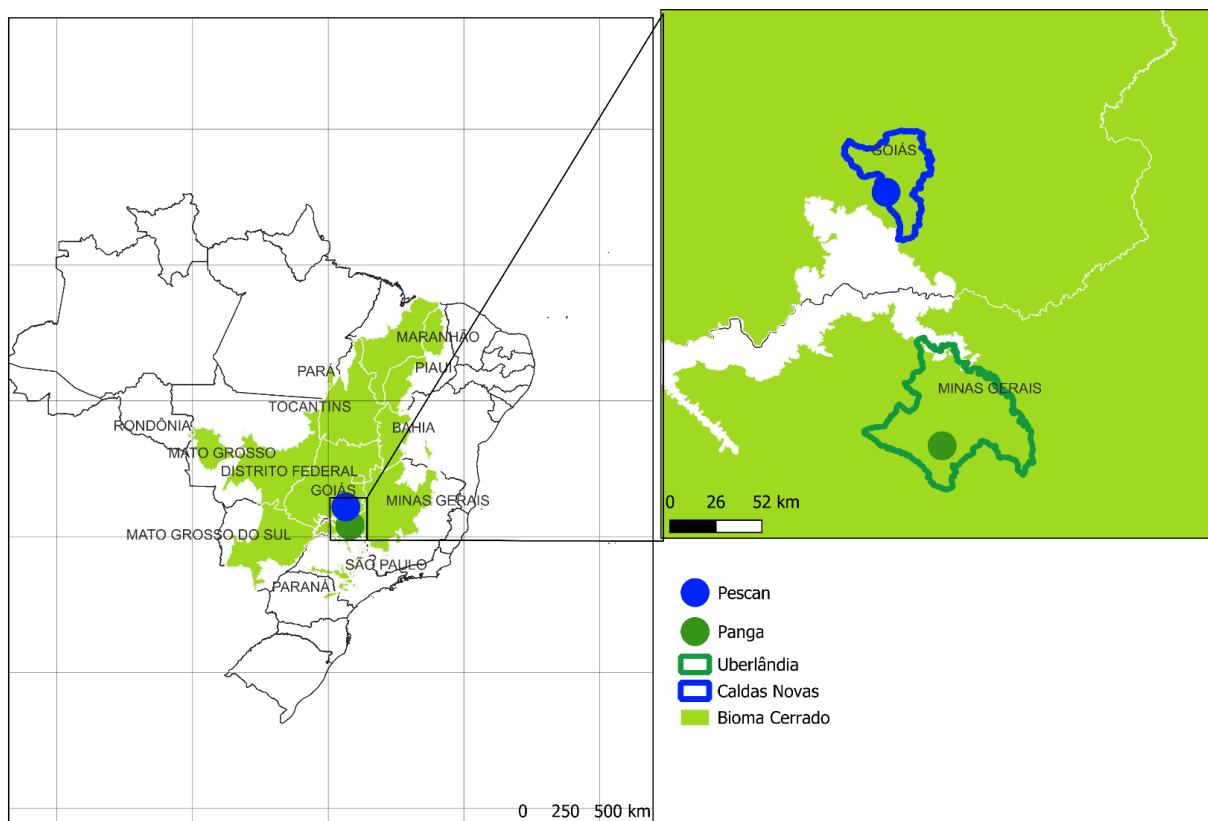 MARANHÃO
PIAUI
PARÁ
TOCANTINS
BAHIA
RONDÔNIA
MATO GROSSO
DISTRITO FEDERAL
GOIÁS
MINAS GERAIS
MATO GROSSO DO SUL
SÃO PAULO
PARANÁ
0 250 500 km
GOIÁS
MINAS GERAIS
0 26 52 km
Pescan
Panga
Uberlândia
Caldas Novas
Bioma Cerrado